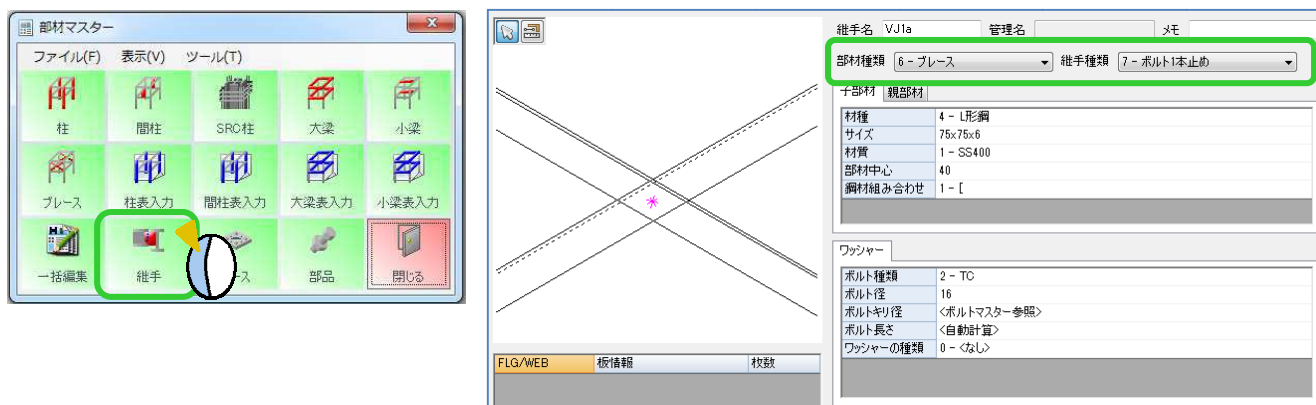 部材マスター
ファイル(F) 表示(V) ツール(T)
柱 間柱 SRC柱 大梁 小梁
ブレース 柱表入力 間柱表入力 大梁表入力 小梁表入力
一括編集 継手 ス 部品 閉じる
継手名 VJ1a 管理名 メモ
部材種類 6 - ブレース 継手種類 7 - ボルト1本止め
子部材 親部材
材種 4 - L形鋼
サイズ 75x75x6
材質 1 - SS400
部材中心 40
鋼材組み合わせ 1 - [
ワッシャー
ボルト種類 2 - TC
ボルト径 16
ボルトキリ径 <ボルトマスター参照>
ボルト長さ <自動計算>
ワッシャーの種類 0 - <なし>
FLG/WEB 板情報 枚数